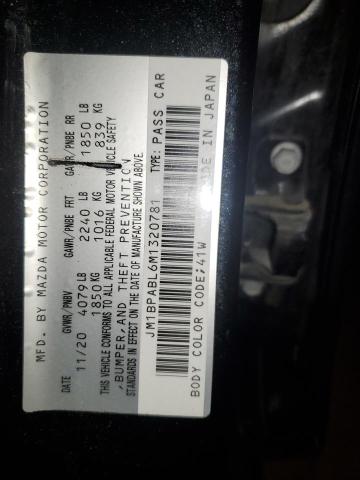 MFD. BY MAZDA MOTOR CORPORATION
DATE GVWR/PNBV GAWR/PNBE FRT GAWR/PNBE RR
11/20 4079LB 2240 LB 1850 LB
1850KG 1016 KG 839 KG
THIS VEHICLE CONFORMS TO ALL APPLICABLE FEDERAL MOTOR VEHICLE SAFETY
,BUMPER,AND THEFT PREVENTION
STANDARDS IN EFFECT ON THE DATE OF MANUFACTURE SHOWN ABOVE.
JM1BPABL6M1320781 TYPE: PASS CAR
BODY COLOR CODE;41W MADE IN JAPAN